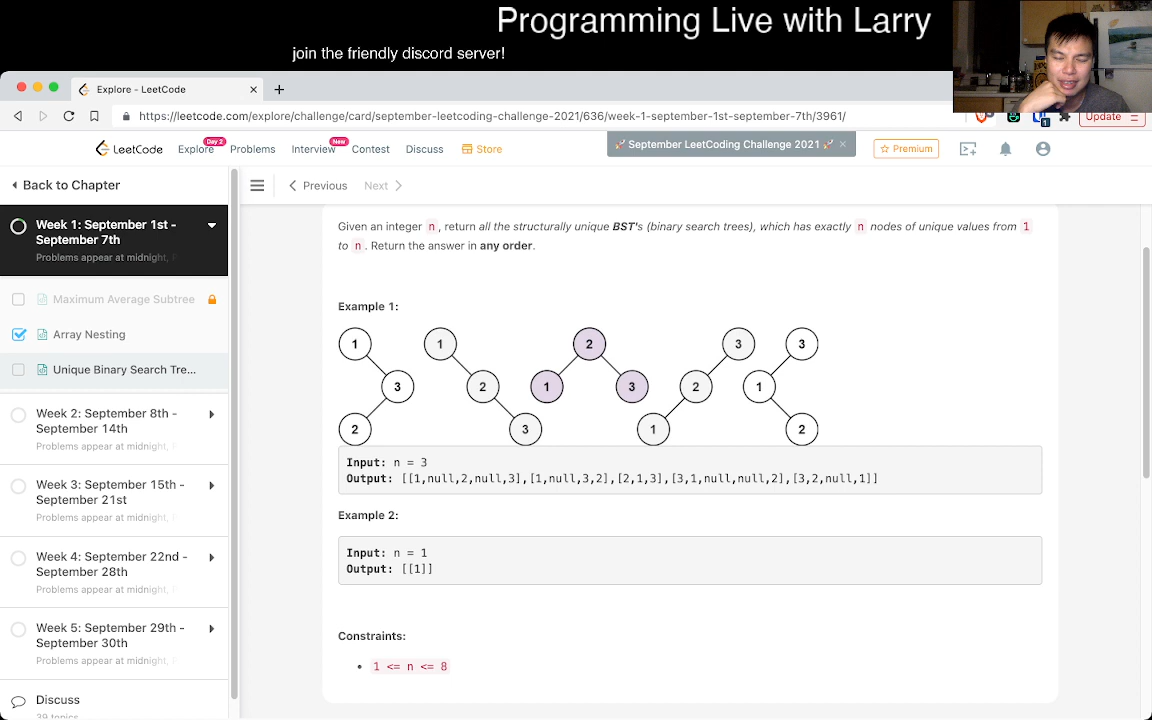 Programming Live with Larry
join the friendly discord server!
Explore - LeetCode
https://leetcode.com/explore/challenge/card/september-leetcoding-challenge-2021/636/week-1-september-1st-september-7th/3961/
Update
LeetCode
Explore
Day 2
Problems
Interview
New
Contest
Discuss
Store
🚀 September LeetCoding Challenge 2021 🚀
Premium
Back to Chapter
Previous
Next
Week 1: September 1st -
September 7th
Problems appear at midnight,
Maximum Average Subtree
Array Nesting
Unique Binary Search Tre...
Week 2: September 8th -
September 14th
Problems appear at midnight,
Week 3: September 15th -
September 21st
Problems appear at midnight,
Week 4: September 22nd -
September 28th
Problems appear at midnight,
Week 5: September 29th -
September 30th
Problems appear at midnight,
Discuss
39 topics
Given an integer n, return all the structurally unique BST's (binary search trees), which has exactly n nodes of unique values from 1
to n. Return the answer in any order.
Example 1:
1 1 2 3 3
3 2 1 3 2 1
2 3 1 2
Input: n = 3
Output: [[1,null,2,null,3],[1,null,3,2],[2,1,3],[3,1,null,null,2],[3,2,null,1]]
Example 2:
Input: n = 1
Output: [[1]]
Constraints:
1 <= n <= 8